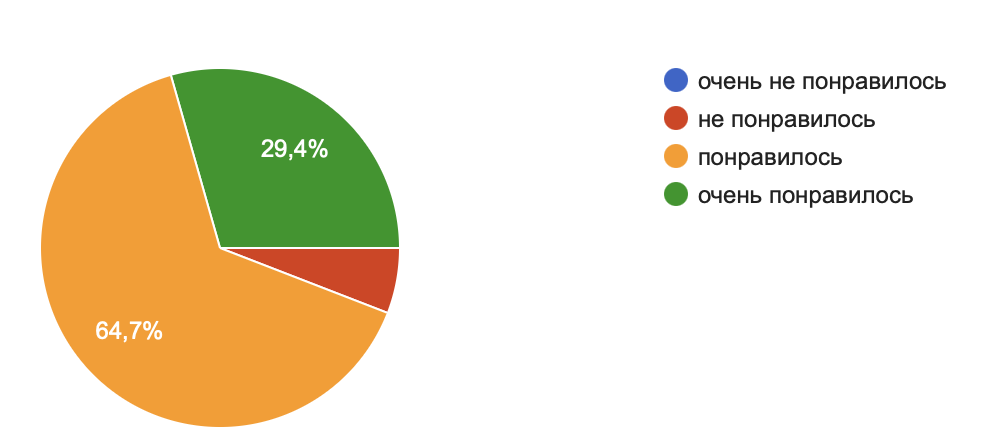 29,4%
64,7%
очень не понравилось
не понравилось
понравилось
очень понравилось